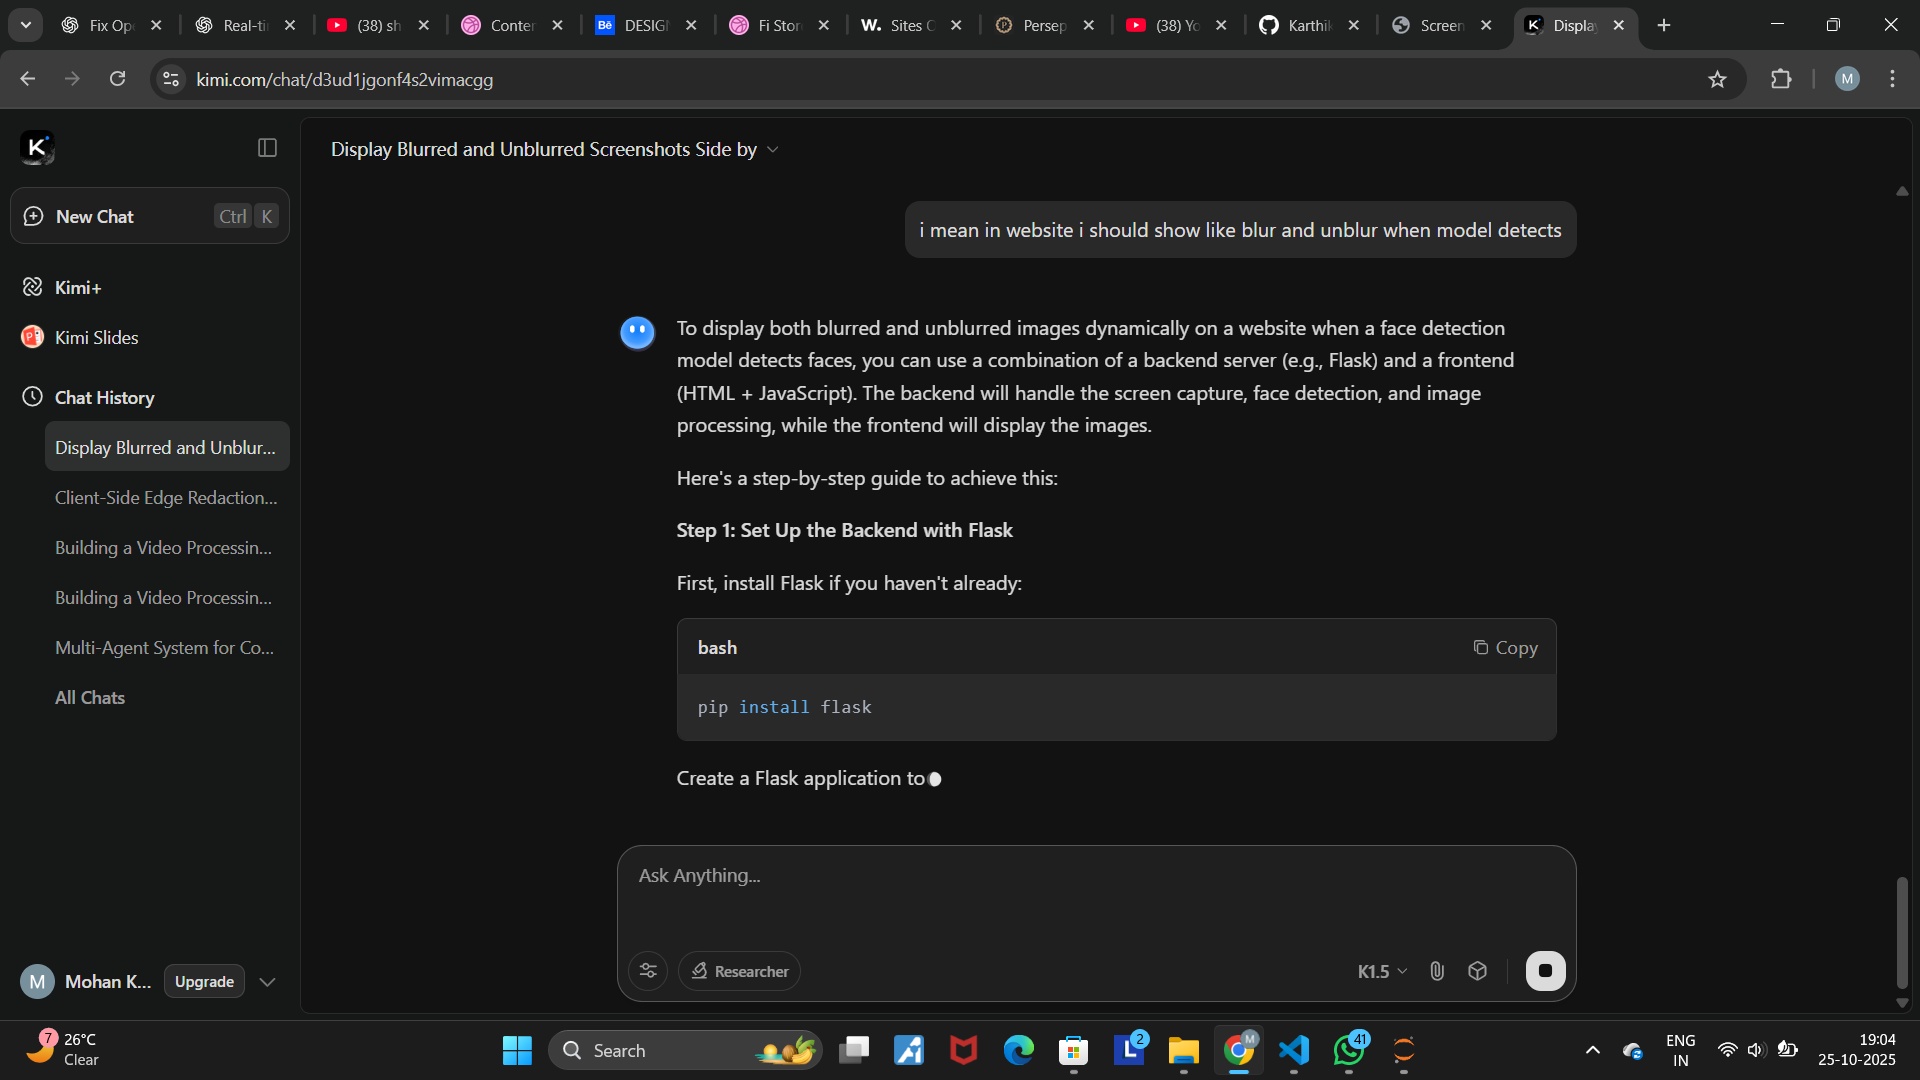 Fix Op
Real-ti
(38) sh
Conter
DESIG
Fi Stor
W. Sites
Persep
(38) Yo
Karthik
Screen
Displa
kimi.com/chat/d3ud1jgonf4s2vimacgg
M
K
New Chat
Ctrl K
Kimi+
Kimi Slides
Chat History
Display Blurred and Unblur...
Client-Side Edge Redaction...
Building a Video Processin...
Building a Video Processin...
Multi-Agent System for Co...
All Chats
M Mohan K... Upgrade
Display Blurred and Unblurred Screenshots Side by
i mean in website i should show like blur and unblur when model detects
To display both blurred and unblurred images dynamically on a website when a face detection
model detects faces, you can use a combination of a backend server (e.g., Flask) and a frontend
(HTML + JavaScript). The backend will handle the screen capture, face detection, and image
processing, while the frontend will display the images.
Here's a step-by-step guide to achieve this:
Step 1: Set Up the Backend with Flask
First, install Flask if you haven't already:
bash
Copy
pip install flask
Create a Flask application to
Ask Anything...
Researcher
K1.5
7
26°C
Clear
Search
2
M
41
ENG
IN
19:04
25-10-2025